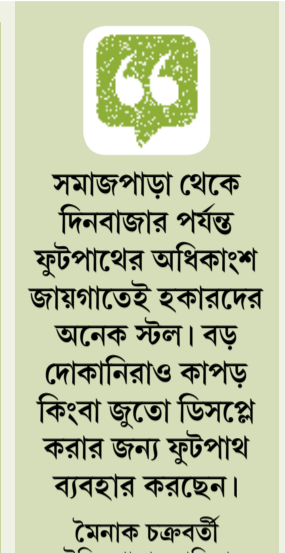 সমাজপাড়া থেকে
দিনবাজার পর্যন্ত
ফুটপাথের অধিকাংশ
জায়গাতেই হকারদের
অনেক স্টল। বড়
দোকানিরাও কাপড়
কিংবা জুতো ডিসপ্লে
করার জন্য ফুটপাথ
ব্যবহার করছেন।
মৈনাক চক্রবর্তী